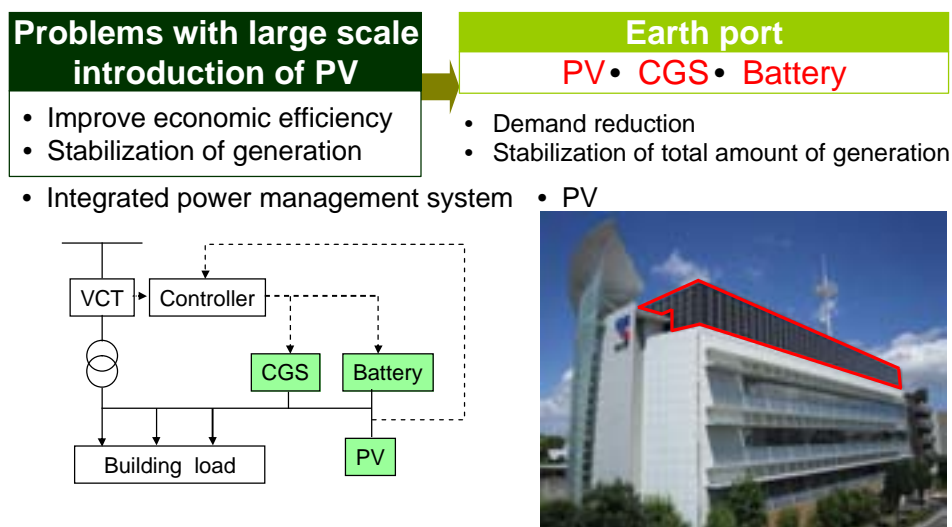 Problems with large scale
introduction of PV
• Improve economic efficiency
• Stabilization of generation
Earth port
PV• CGS• Battery
• Demand reduction
• Stabilization of total amount of generation
• Integrated power management system
• PV
VCT
Controller
CGS
Battery
PV
Building load